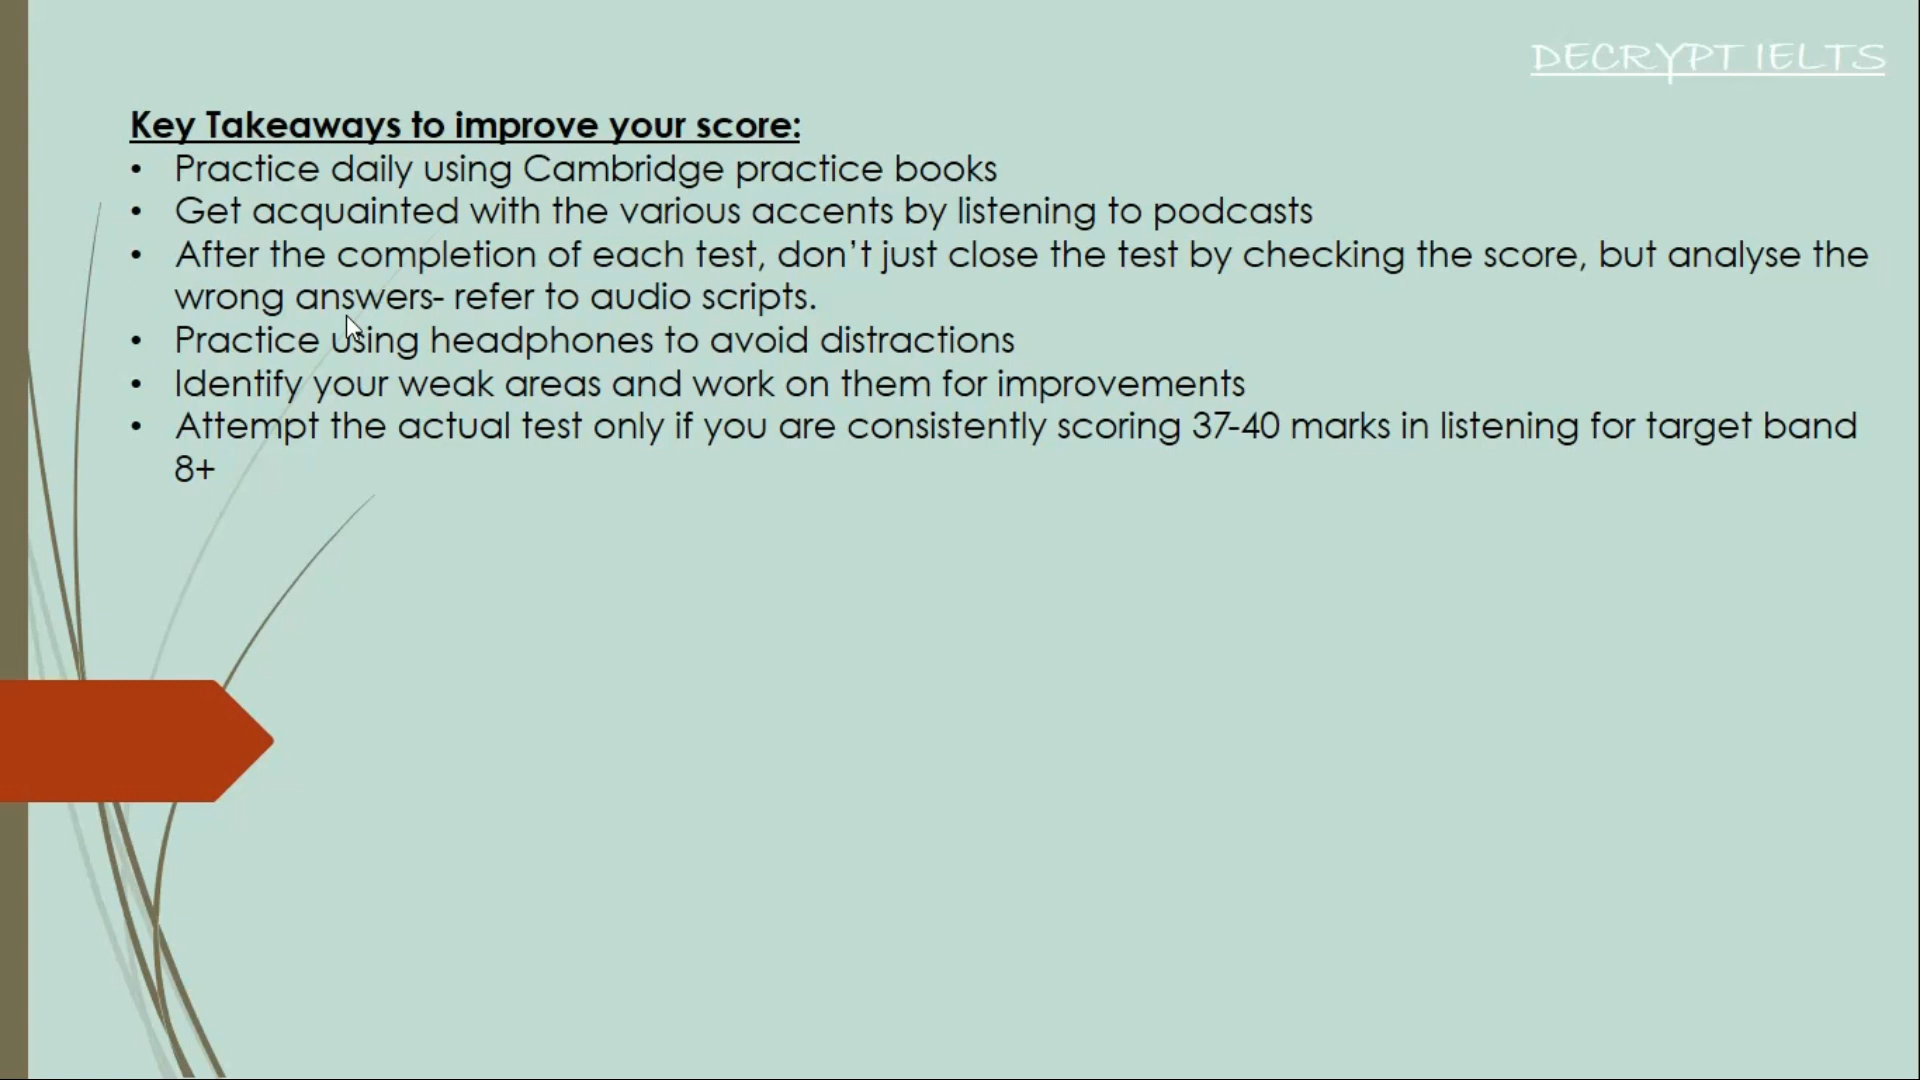 DECRYPT IELTS
Key Takeaways to improve your score:
• Practice daily using Cambridge practice books
• Get acquainted with the various accents by listening to podcasts
• After the completion of each test, don’t just close the test by checking the score, but analyse the
wrong answers- refer to audio scripts.
• Practice using headphones to avoid distractions
• Identify your weak areas and work on them for improvements
• Attempt the actual test only if you are consistently scoring 37-40 marks in listening for target band
8+